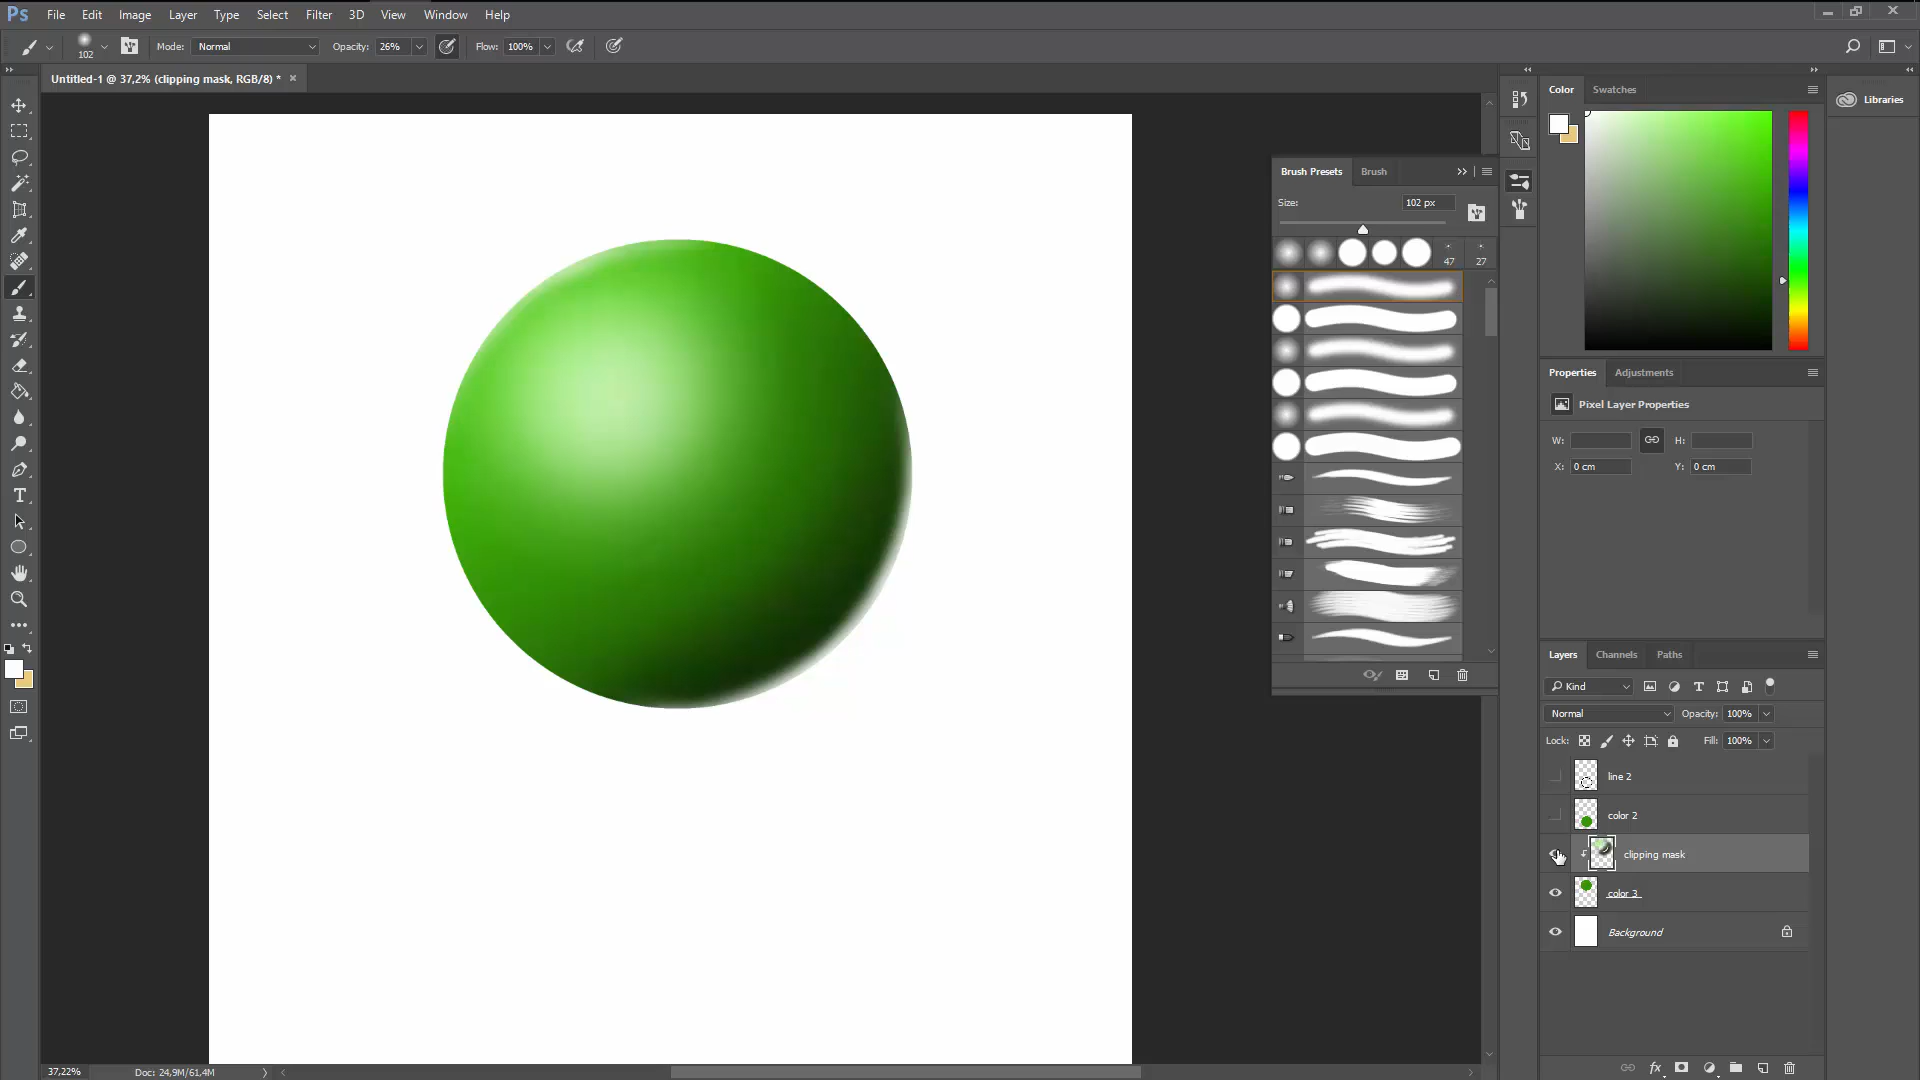 Ps File Edit Image Layer Type Select Filter 3D View Window Help
102 Mode: Normal Opacity: 26% Flow: 100%
Untitled-1 @ 37,2% (clipping mask, RGB/8) *
Color Swatches
Libraries
Brush Presets Brush
Size: 102 px
47 27
Properties Adjustments
Pixel Layer Properties
W: H:
X: 0 cm Y: 0 cm
Layers Channels Paths
Kind
Normal Opacity: 100%
Lock: Fill: 100%
line 2
color 2
clipping mask
color 3
Background
fx
37,22% Doc: 24,9M/61,4M